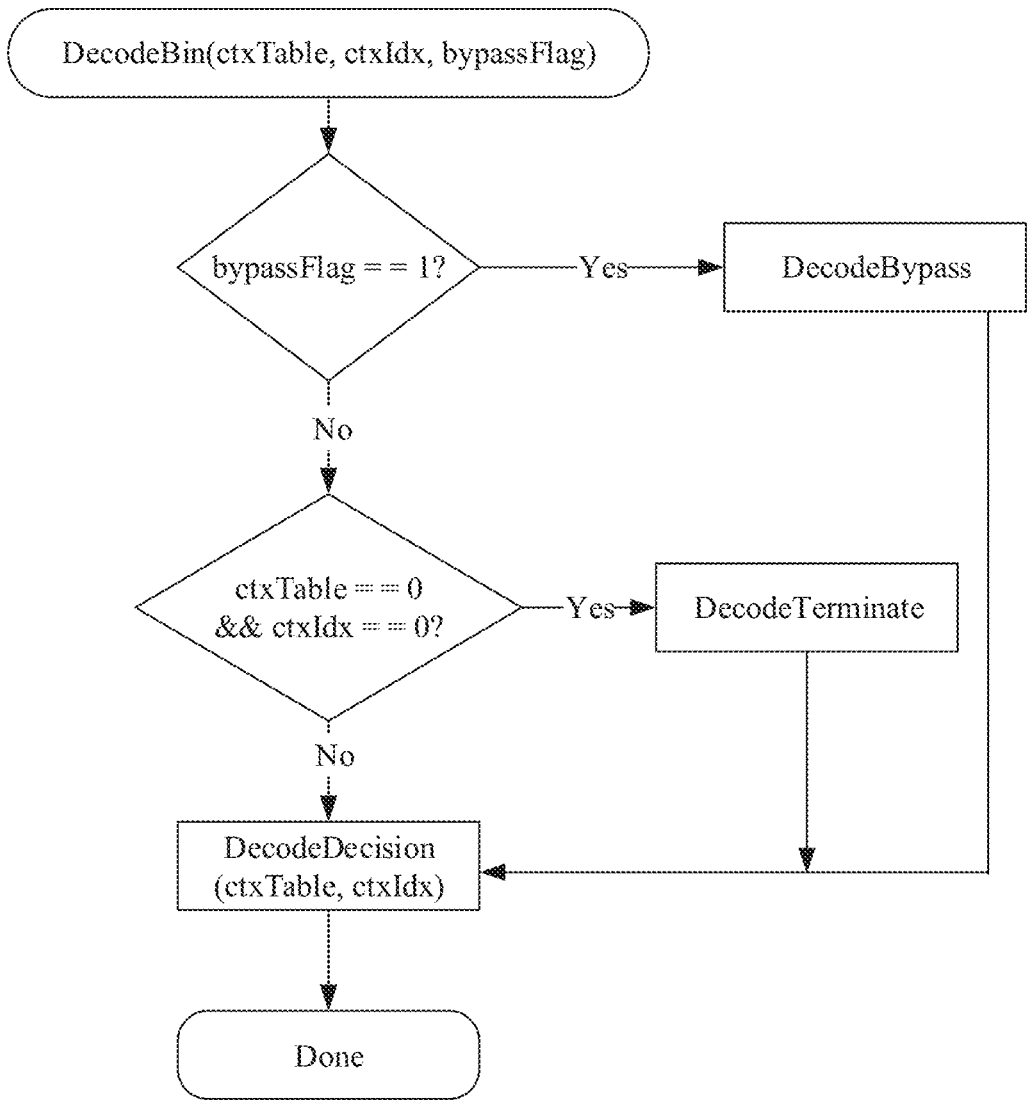 DecodeBin(ctxTable, ctxIdx, bypassFlag)
bypassFlag = = 1?
Yes
DecodeBypass
No
ctxTable = = 0
&& ctxIdx = = 0?
Yes
DecodeTerminate
No
DecodeDecision
(ctxTable, ctxIdx)
Done